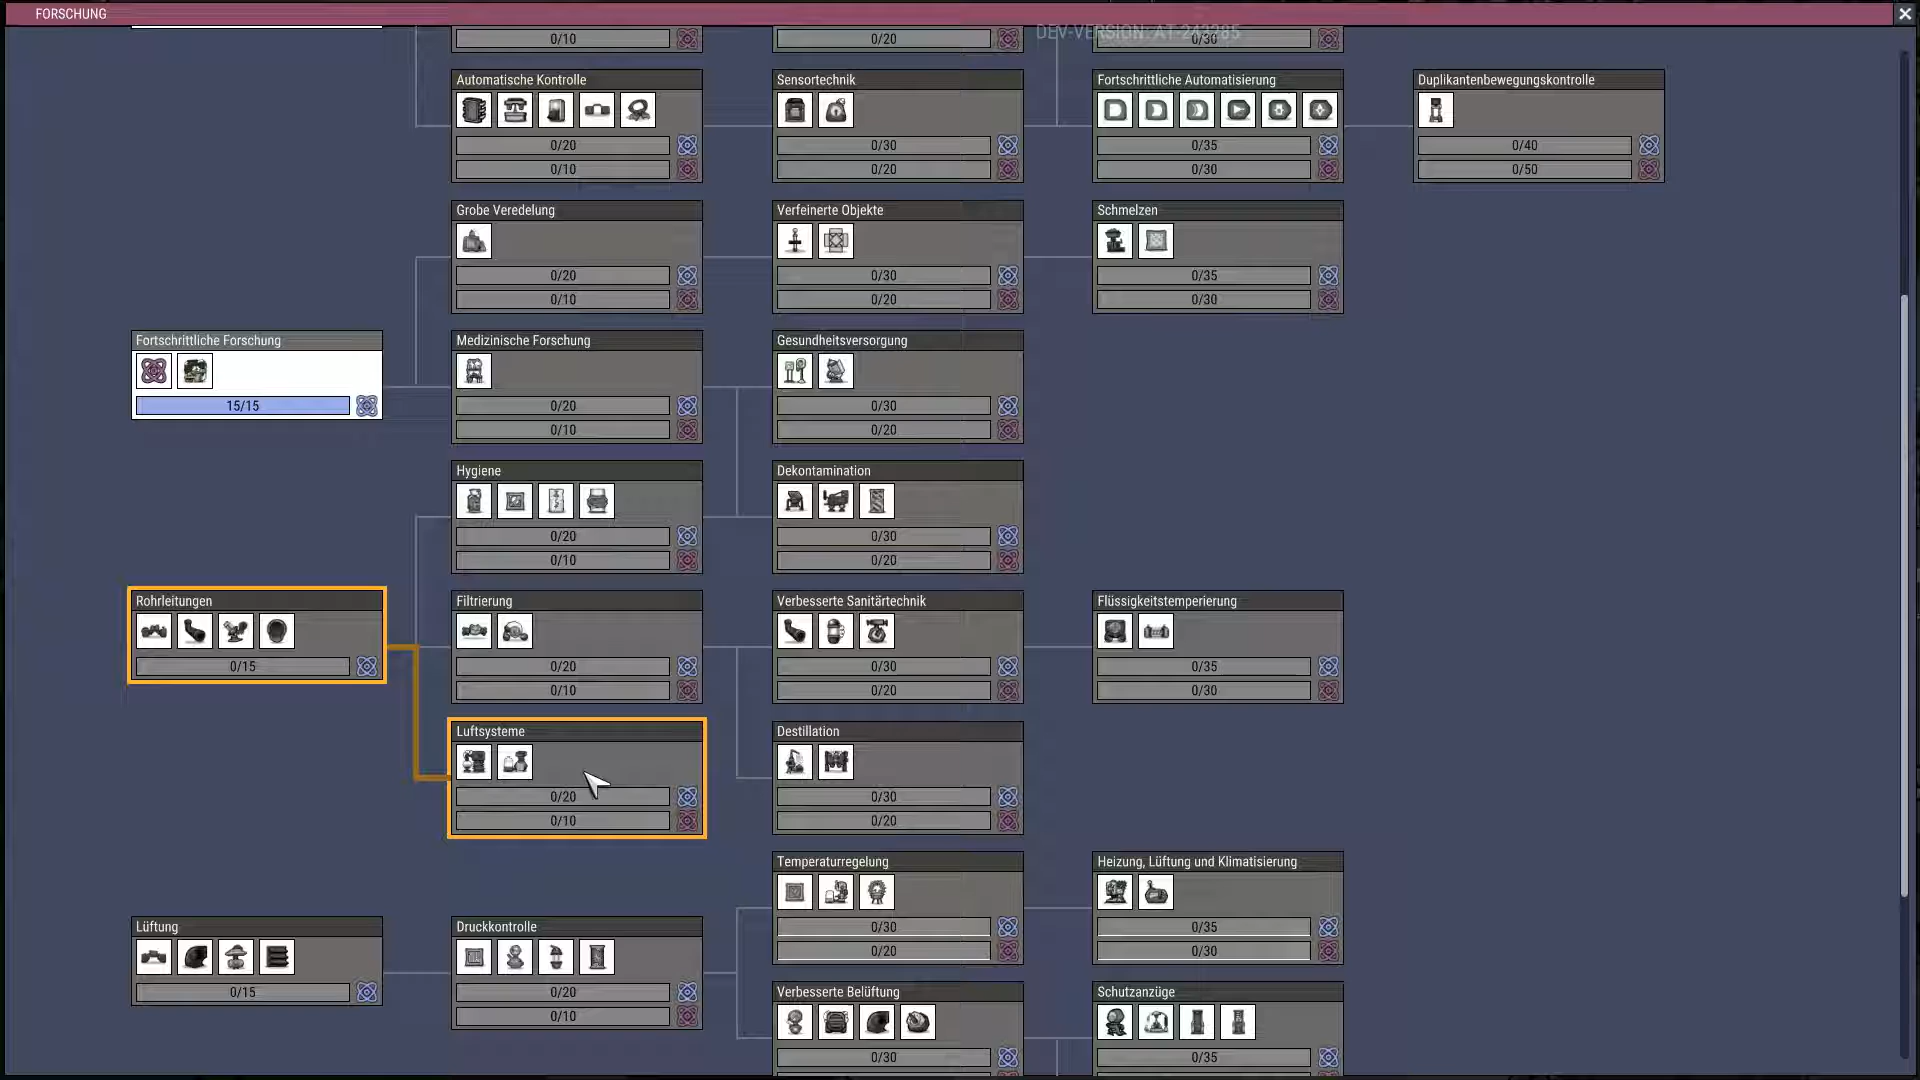 FORSCHUNG
DEV-VERSION: AT-243285
0/10
0/20
0/30
Automatische Kontrolle
0/20
0/10
Sensortechnik
0/30
0/20
Fortschrittliche Automatisierung
0/35
0/30
Duplikantenbewegungskontrolle
0/40
0/50
Grobe Veredelung
0/20
0/10
Verfeinerte Objekte
0/30
0/20
Schmelzen
0/35
0/30
Fortschrittliche Forschung
15/15
Medizinische Forschung
0/20
0/10
Gesundheitsversorgung
0/30
0/20
Hygiene
0/20
0/10
Dekontamination
0/30
0/20
Rohrleitungen
0/15
Filtrierung
0/20
0/10
Verbesserte Sanitärtechnik
0/30
0/20
Flüssigkeitstemperierung
0/35
0/30
Luftsysteme
0/20
0/10
Destillation
0/30
0/20
Temperaturregelung
0/30
0/20
Heizung, Lüftung und Klimatisierung
0/35
0/30
Lüftung
0/15
Druckkontrolle
0/20
0/10
Verbesserte Belüftung
0/30
Schutzanzüge
0/35